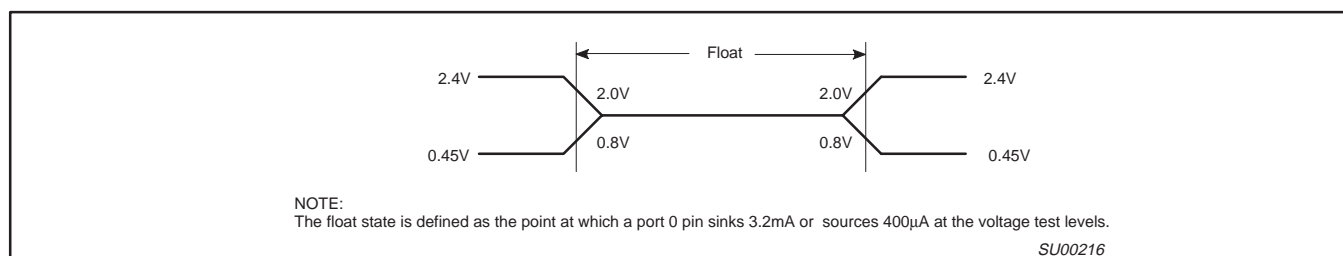 Float
2.4V 2.0V 2.0V 2.4V
0.45V 0.8V 0.8V 0.45V
NOTE:
The float state is defined as the point at which a port 0 pin sinks 3.2mA or sources 400µA at the voltage test levels.
SU00216